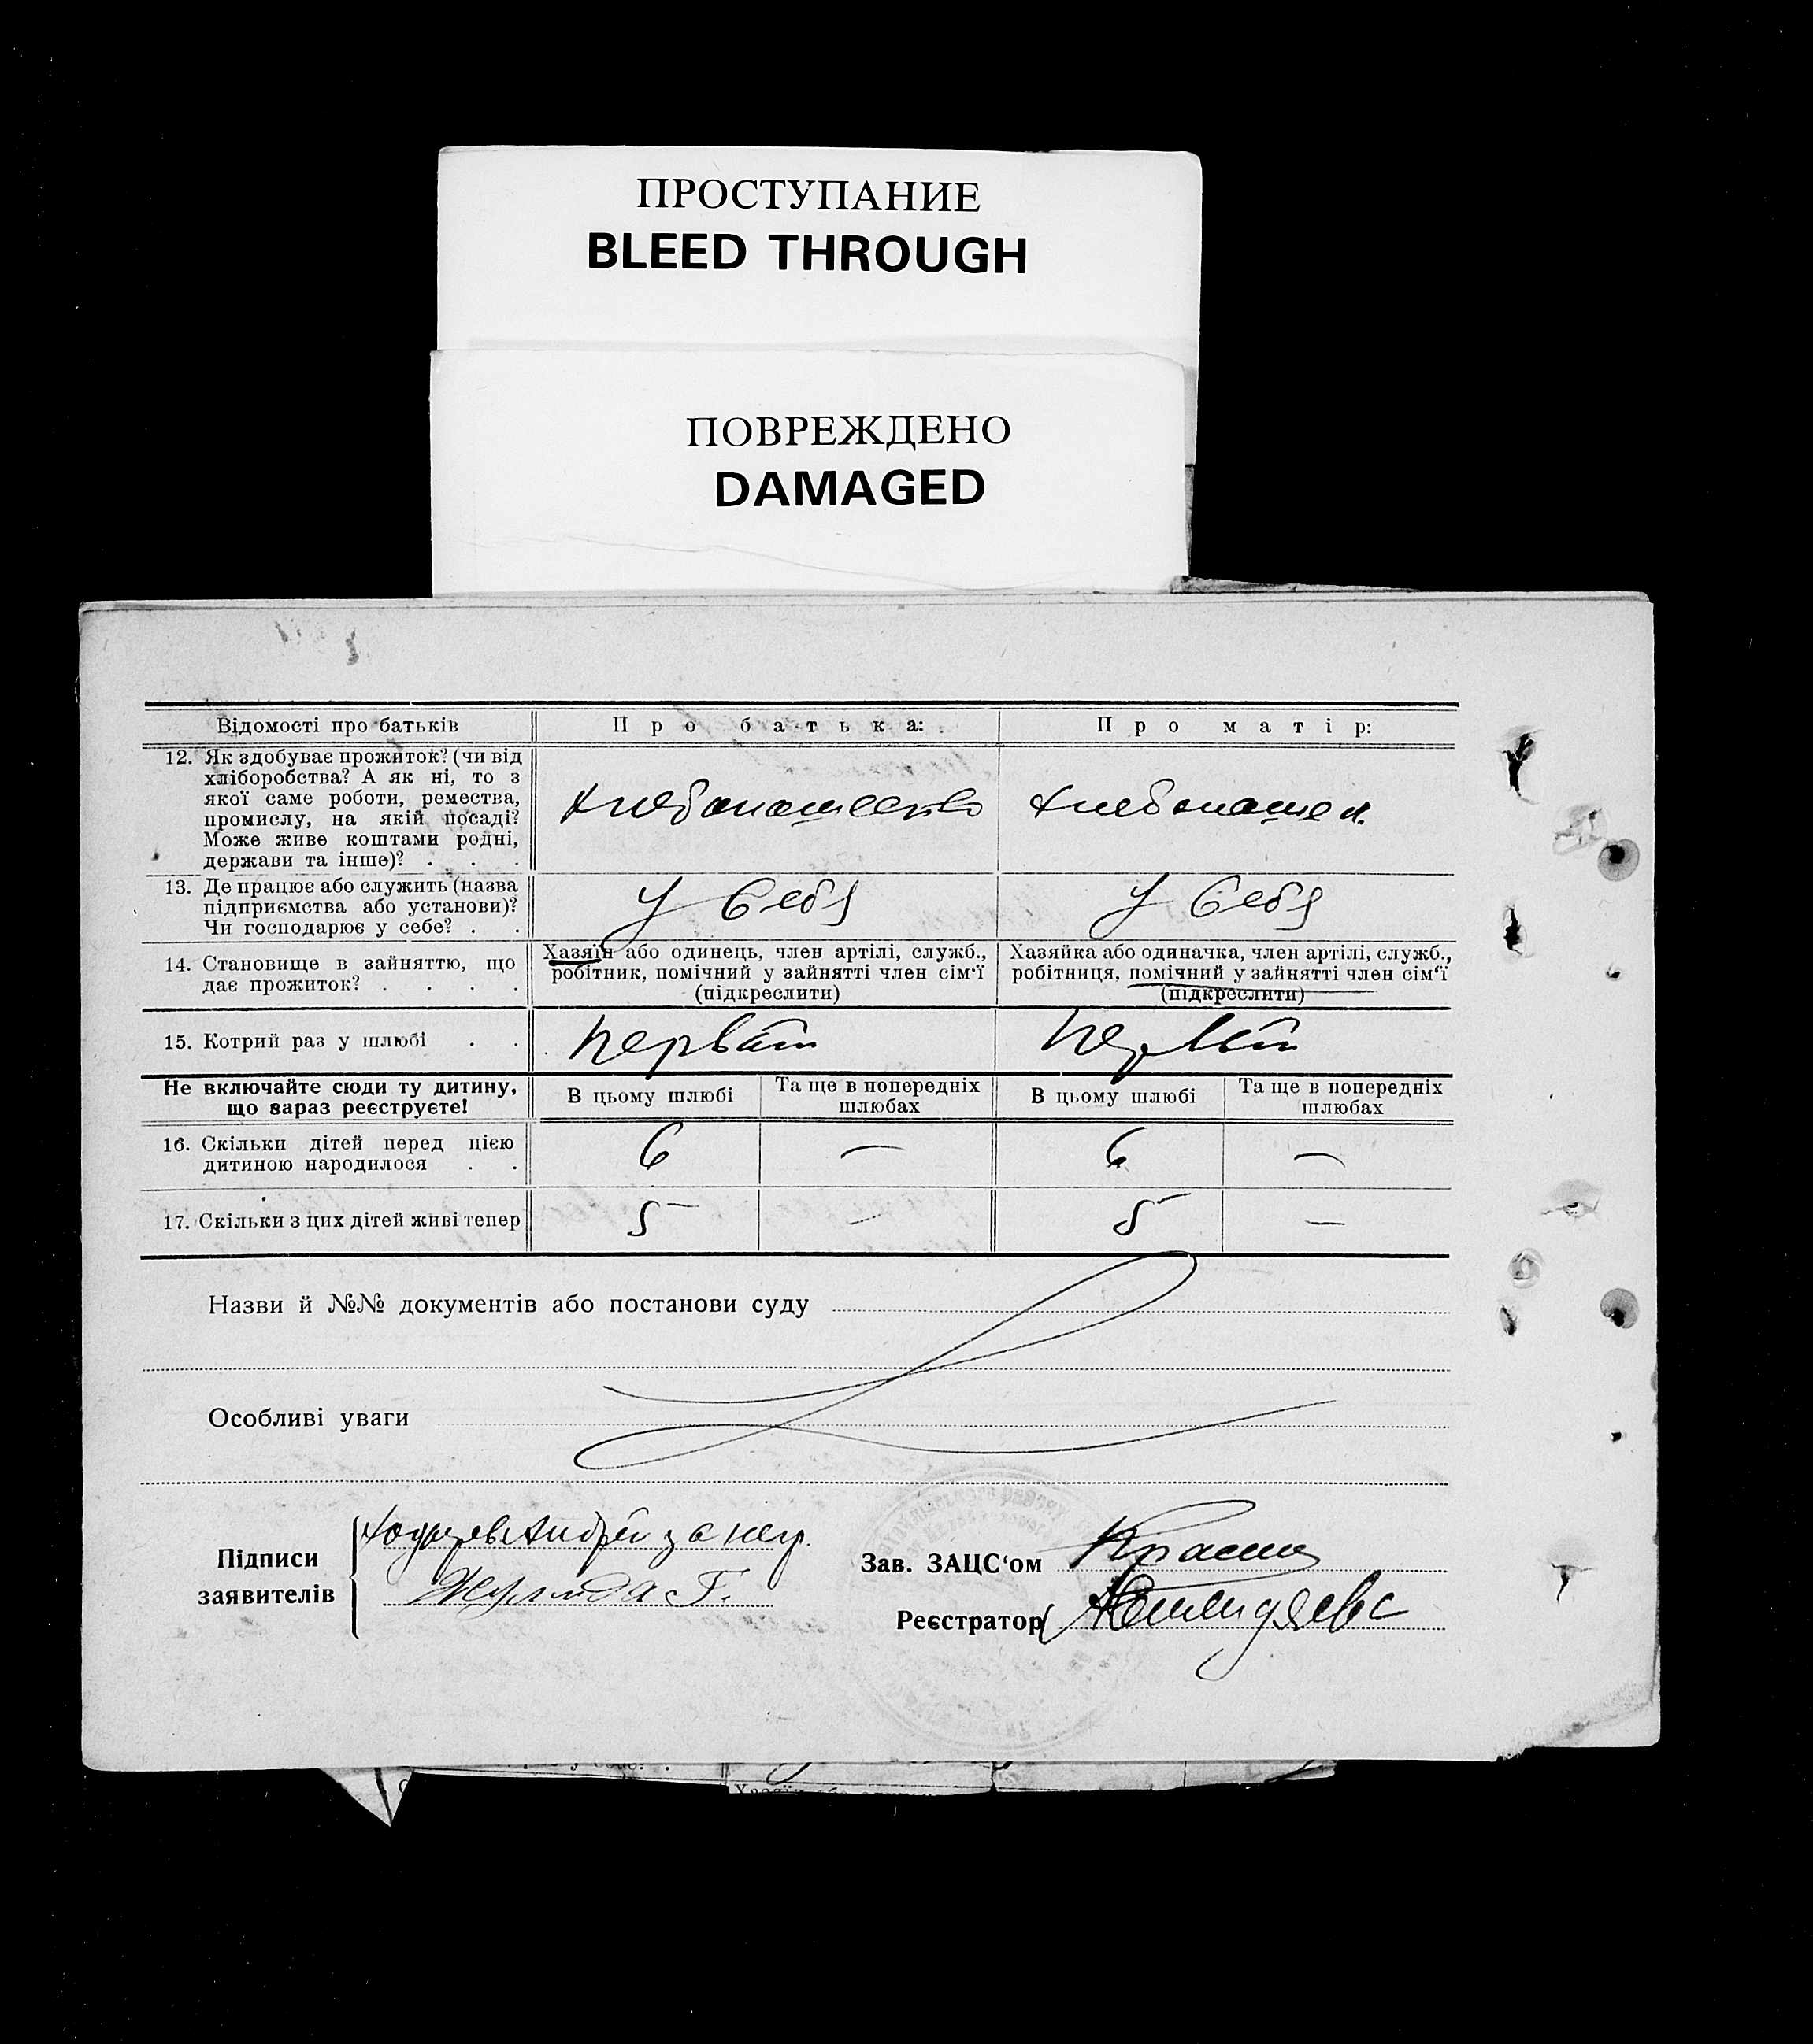 ПРОСТУПАНИЕ
BLEED THROUGH
ПОВРЕЖДЕНО
DAMAGED
Відомості про батьків
Про батька:
Про матір:
12. Як здобуває прожиток? (чи від
хліборобства? А як ні, то з
якої саме роботи, ремества,
промислу, на якій посаді?
Може живе коштами родні,
держави та інше)? . . .
хлебопашество
хлебопаше
13. Де працює або служить (назва
підприємства або установи)?
Чи господарює у себе? . .
У себя
У себя
14. Становище в зайняттю, що
дає прожиток? . . . .
Хазяїн або одинець, член артілі, служб.,
робітник, помічний у зайнятті член сім'ї
(підкреслити)
Хазяйка або одиначка, член артілі, служб.,
робітниця, помічний у зайнятті член сім'ї
(підкреслити)
15. Котрий раз у шлюбі . .
первый
первый
Не включайте сюди ту дитину,
що зараз реєструєте!
В цьому шлюбі
Та ще в попередніх
шлюбах
В цьому шлюбі
Та ще в попередніх
шлюбах
16. Скільки дітей перед цією
дитиною народилося . .
6
—
6
—
17. Скільки з цих дітей живі тепер
5
—
5
—
Назви й №№ документів або постанови суду
Особливі уваги
Підписи
заявителів
Андрей за
Г.
Зав. ЗАЦС'ом
Реєстратор